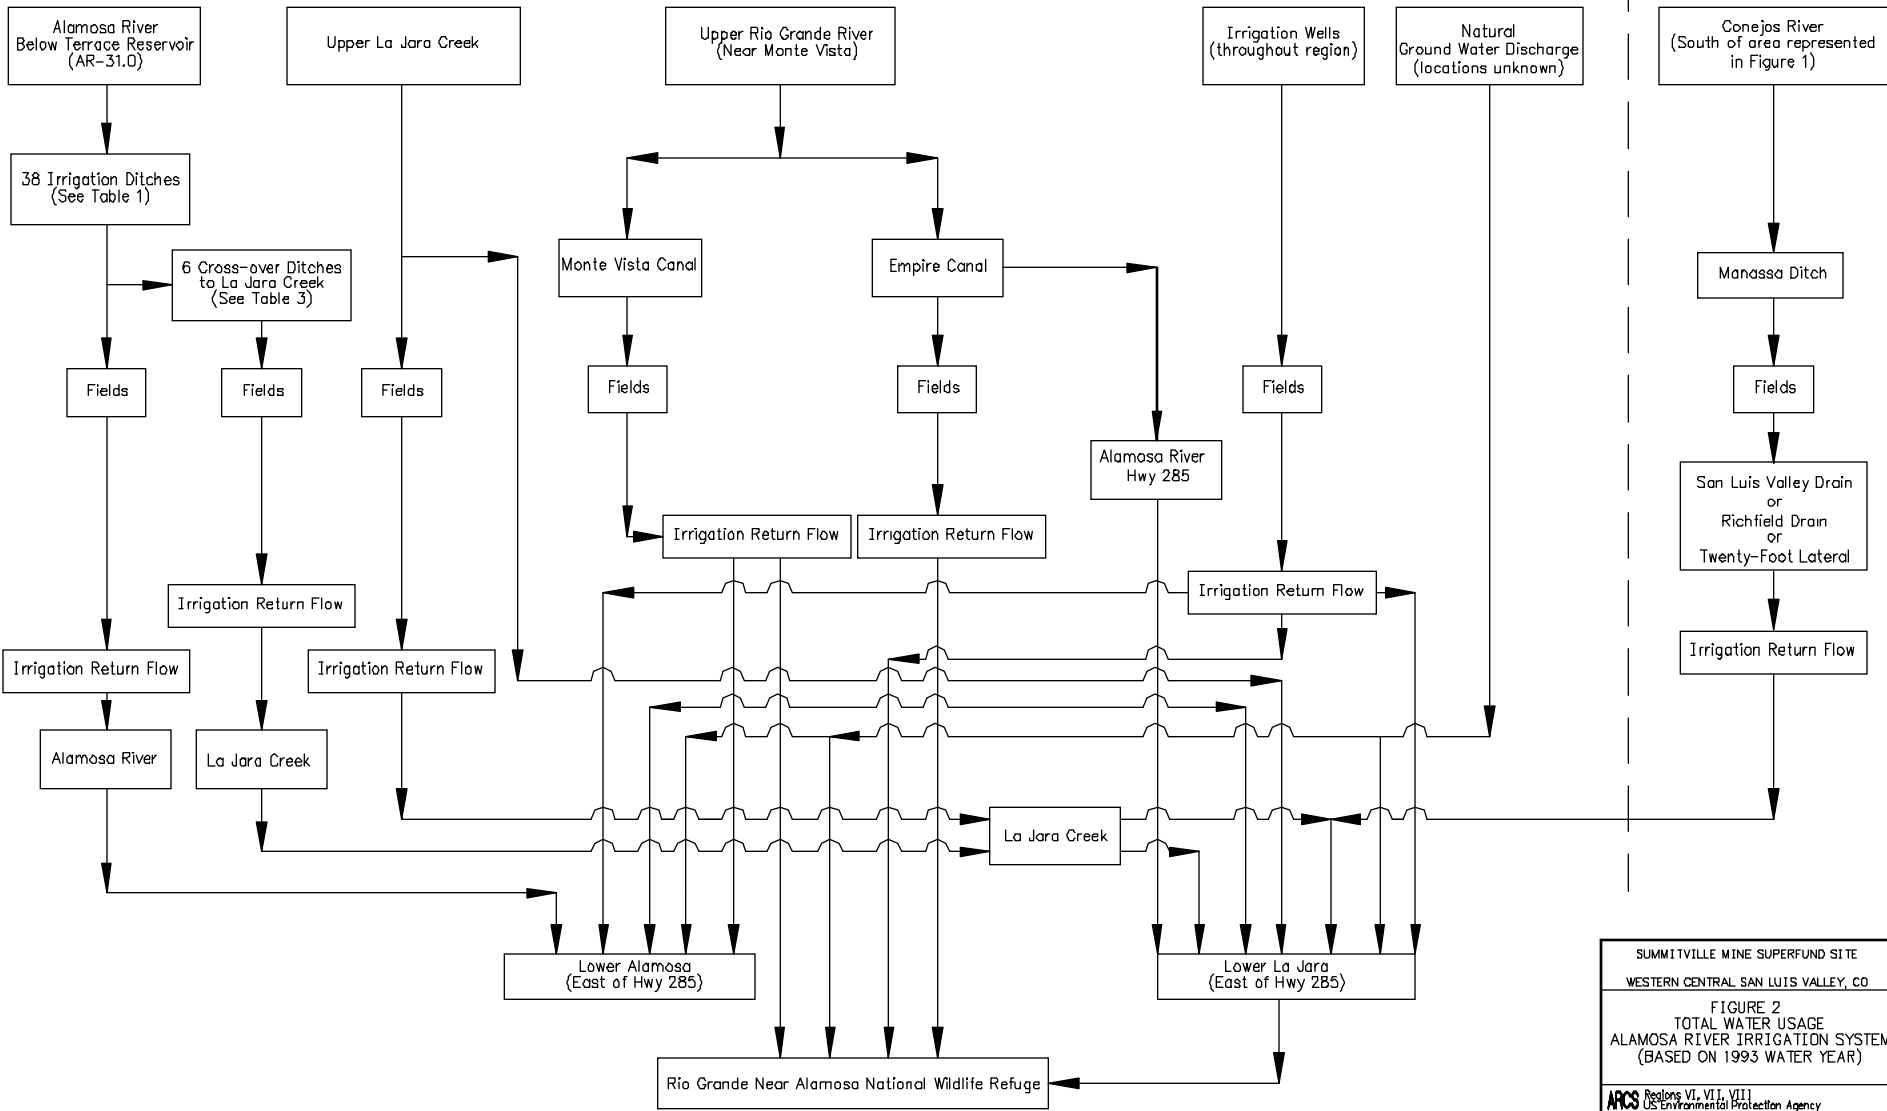 Alamosa River
Below Terrace Reservoir
(AR-31.0)
Upper La Jara Creek
Upper Rio Grande River
(Near Monte Vista)
Irrigation Wells
(throughout region)
Natural
Ground Water Discharge
(locations unknown)
Conejos River
(South of area represented
in Figure 1)
38 Irrigation Ditches
(See Table 1)
6 Cross-over Ditches
to La Jara Creek
(See Table 3)
Monte Vista Canal
Empire Canal
Manassa Ditch
Fields
Fields
Fields
Fields
Fields
Fields
Fields
Alamosa River
Hwy 285
San Luis Valley Drain
or
Richfield Drain
or
Twenty-Foot Lateral
Irrigation Return Flow
Irrigation Return Flow
Irrigation Return Flow
Irrigation Return Flow
Irrigation Return Flow
Irrigation Return Flow
Irrigation Return Flow
Alamosa River
La Jara Creek
La Jara Creek
Lower Alamosa
(East of Hwy 285)
Lower La Jara
(East of Hwy 285)
Rio Grande Near Alamosa National Wildlife Refuge
SUMMITVILLE MINE SUPERFUND SITE
WESTERN CENTRAL SAN LUIS VALLEY, CO
FIGURE 2
TOTAL WATER USAGE
ALAMOSA RIVER IRRIGATION SYSTEM
(BASED ON 1993 WATER YEAR)
ARCS Regions VI, VII, VIII
US Environmental Protection Agency